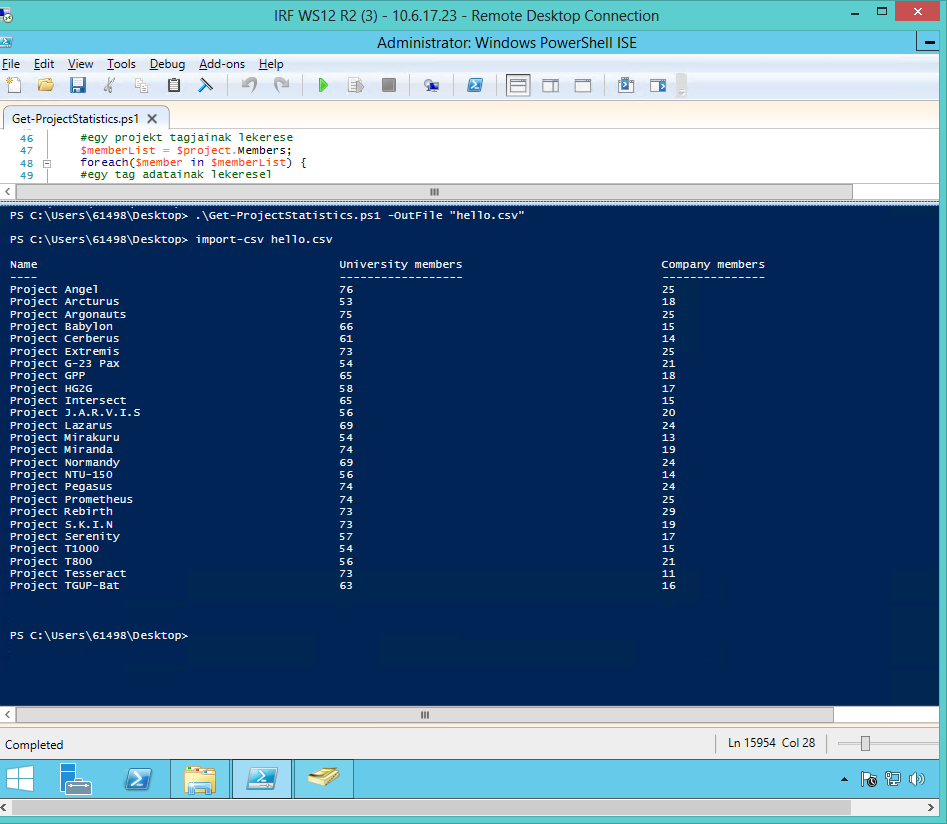 IRF WS12 R2 (3) - 10.6.17.23 - Remote Desktop Connection
Administrator: Windows PowerShell ISE
File Edit View Tools Debug Add-ons Help
Get-ProjectStatistics.ps1
46 #egy projekt tagjainak lekerese
47 $memberList = $project.Members;
48 foreach($member in $memberList) {
49 #egy tag adatainak lekeresel
PS C:\Users\61498\Desktop> .\Get-ProjectStatistics.ps1 -OutFile "hello.csv"
PS C:\Users\61498\Desktop> import-csv hello.csv
Name University members Company members
---- ------------------ ---------------
Project Angel 76 25
Project Arcturus 53 18
Project Argonauts 75 25
Project Babylon 66 15
Project Cerberus 61 14
Project Extremis 73 25
Project G-23 Pax 54 21
Project GPP 65 18
Project HG2G 58 17
Project Intersect 65 15
Project J.A.R.V.I.S 56 20
Project Lazarus 69 24
Project Mirakuru 54 13
Project Miranda 74 19
Project Normandy 69 24
Project NTU-150 56 14
Project Pegasus 74 24
Project Prometheus 74 25
Project Rebirth 73 29
Project S.K.I.N 73 19
Project Serenity 57 17
Project T1000 54 15
Project T800 56 21
Project Tesseract 73 11
Project TGUP-Bat 63 16
PS C:\Users\61498\Desktop>
Completed Ln 15954 Col 28